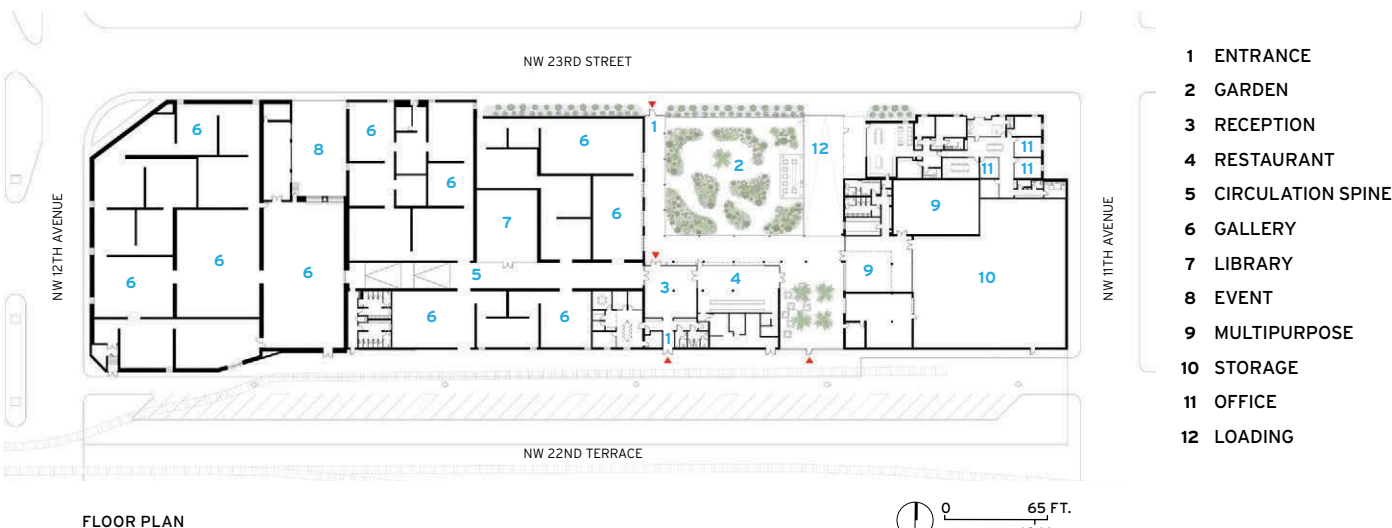 NW 23RD STREET
NW 12TH AVENUE
NW 11TH AVENUE
NW 22ND TERRACE
6
8
6
6
6
1
2
12
11
11
11
6
6
6
7
6
9
5
3
4
9
10
6
6
1
1 ENTRANCE
2 GARDEN
3 RECEPTION
4 RESTAURANT
5 CIRCULATION SPINE
6 GALLERY
7 LIBRARY
8 EVENT
9 MULTIPURPOSE
10 STORAGE
11 OFFICE
12 LOADING
FLOOR PLAN
0 65 FT.